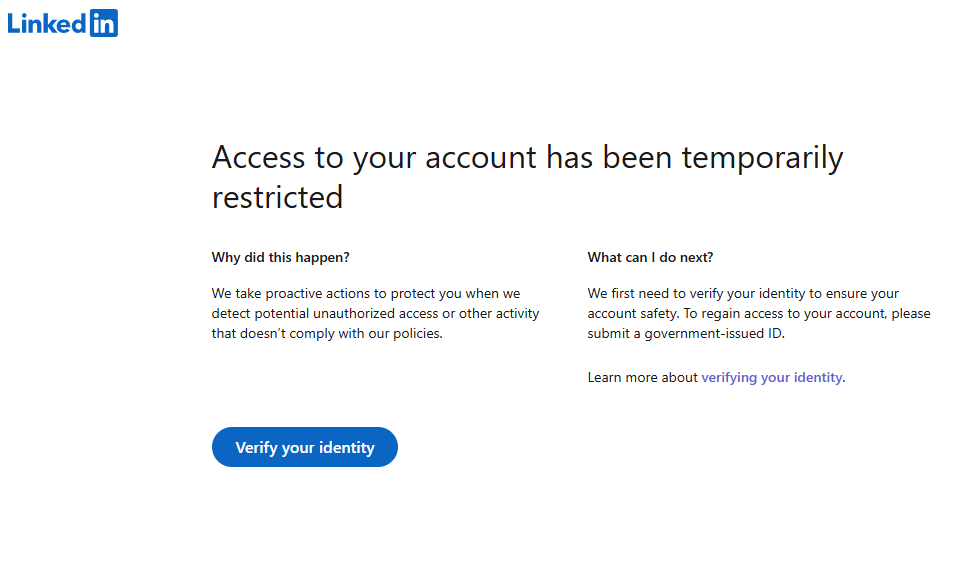 LinkedIn
Access to your account has been temporarily
restricted
Why did this happen?
We take proactive actions to protect you when we
detect potential unauthorized access or other activity
that doesn’t comply with our policies.
What can I do next?
We first need to verify your identity to ensure your
account safety. To regain access to your account, please
submit a government-issued ID.
Learn more about verifying your identity.
Verify your identity